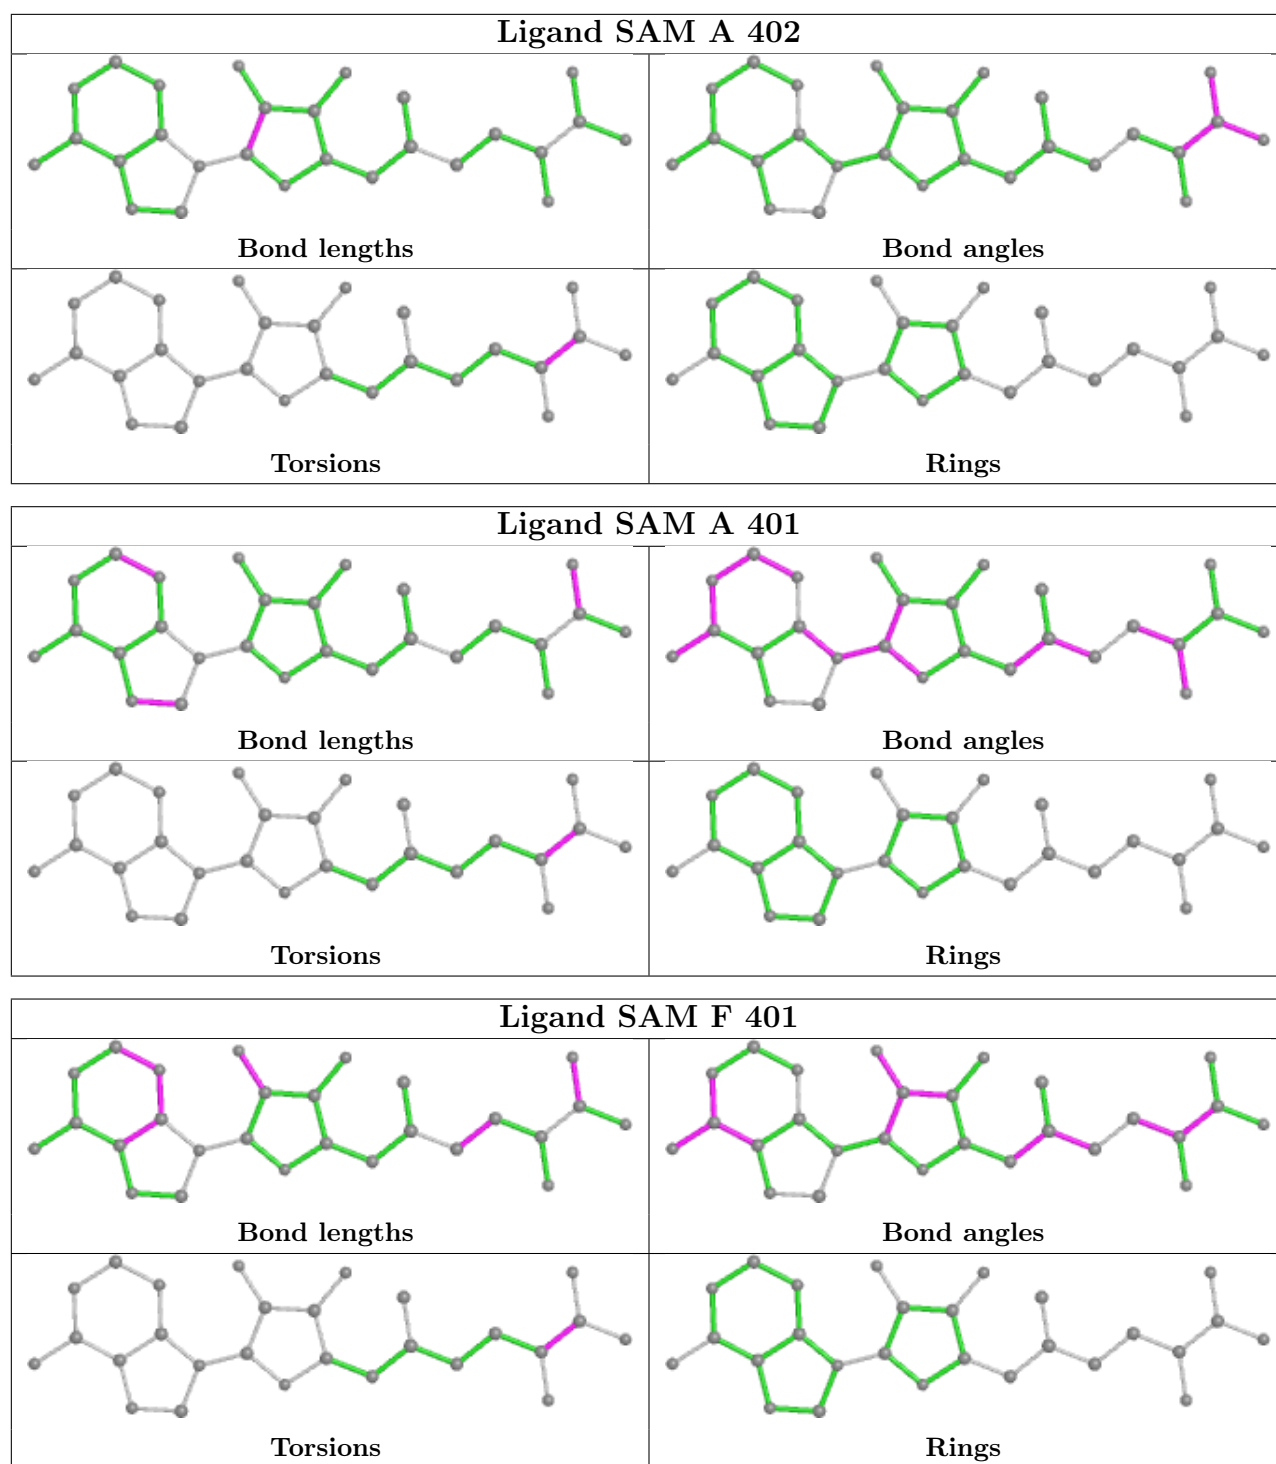 Ligand SAM A 402
Bond lengths
Bond angles
Torsions
Rings
Ligand SAM A 401
Bond lengths
Bond angles
Torsions
Rings
Ligand SAM F 401
Bond lengths
Bond angles
Torsions
Rings